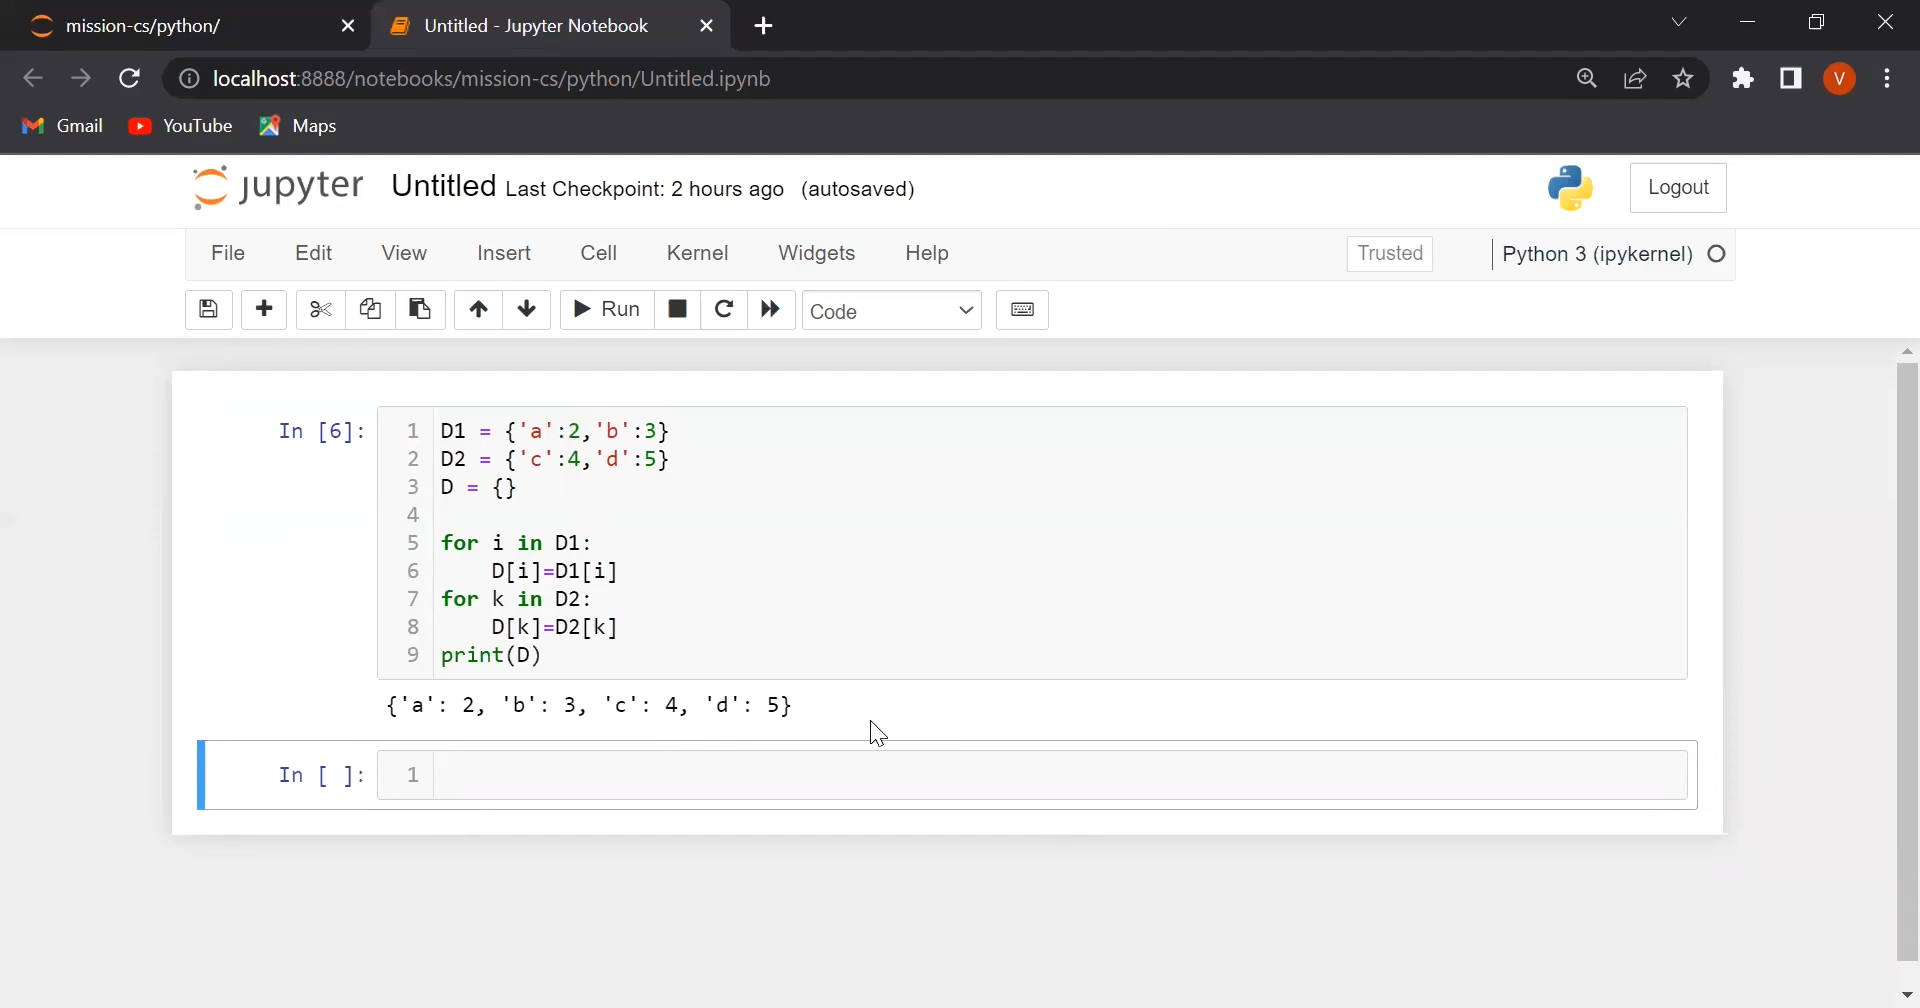 mission-cs/python/
Untitled - Jupyter Notebook
localhost:8888/notebooks/mission-cs/python/Untitled.ipynb
V
Gmail YouTube Maps
jupyter Untitled Last Checkpoint: 2 hours ago (autosaved)
Logout
File Edit View Insert Cell Kernel Widgets Help Trusted Python 3 (ipykernel)
Run Code
In [6]: 1 D1 = {'a':2,'b':3}
2 D2 = {'c':4,'d':5}
3 D = {}
4
5 for i in D1:
6     D[i]=D1[i]
7 for k in D2:
8     D[k]=D2[k]
9 print(D)
{'a': 2, 'b': 3, 'c': 4, 'd': 5}
In [ ]: 1